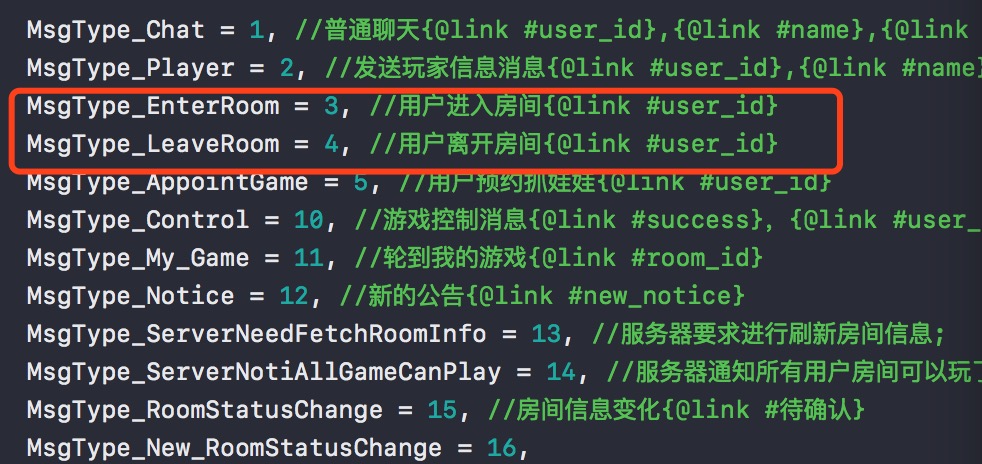 MsgType_Chat = 1, //普通聊天{@link #user_id},{@link #name},{@link
MsgType_Player = 2, //发送玩家信息消息{@link #user_id},{@link #name}
MsgType_EnterRoom = 3, //用户进入房间{@link #user_id}
MsgType_LeaveRoom = 4, //用户离开房间{@link #user_id}
MsgType_AppointGame = 5, //用户预约抓娃娃{@link #user_id}
MsgType_Control = 10, //游戏控制消息{@link #success}, {@link #user_
MsgType_My_Game = 11, //轮到我的游戏{@link #room_id}
MsgType_Notice = 12, //新的公告{@link #new_notice}
MsgType_ServerNeedFetchRoomInfo = 13, //服务器要求进行刷新房间信息;
MsgType_ServerNotiAllGameCanPlay = 14, //服务器通知所有用户房间可以玩了
MsgType_RoomStatusChange = 15, //房间信息变化{@link #待确认}
MsgType_New_RoomStatusChange = 16,